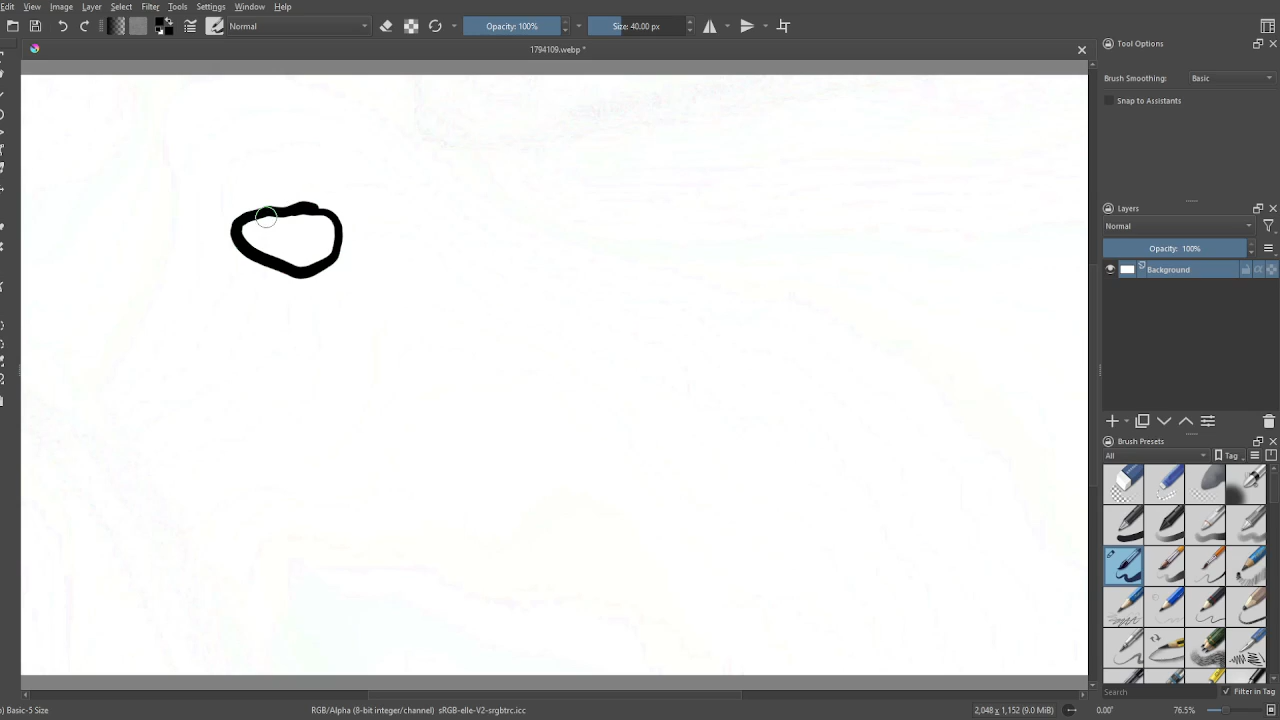 Edit View Image Layer Select Filter Tools Settings Window Help
Normal Opacity: 100% Size: 40.00 px
1794109.webp *
Tool Options
Brush Smoothing: Basic
Snap to Assistants
Layers
Normal
Opacity: 100%
Background
Brush Presets
All Tag
Search Filter in Tag
) Basic-5 Size RGB/Alpha (8-bit integer/channel) sRGB-elle-V2-srgbtrc.icc 2,048 x 1,152 (9.0 MiB) 0.00° 76.5%